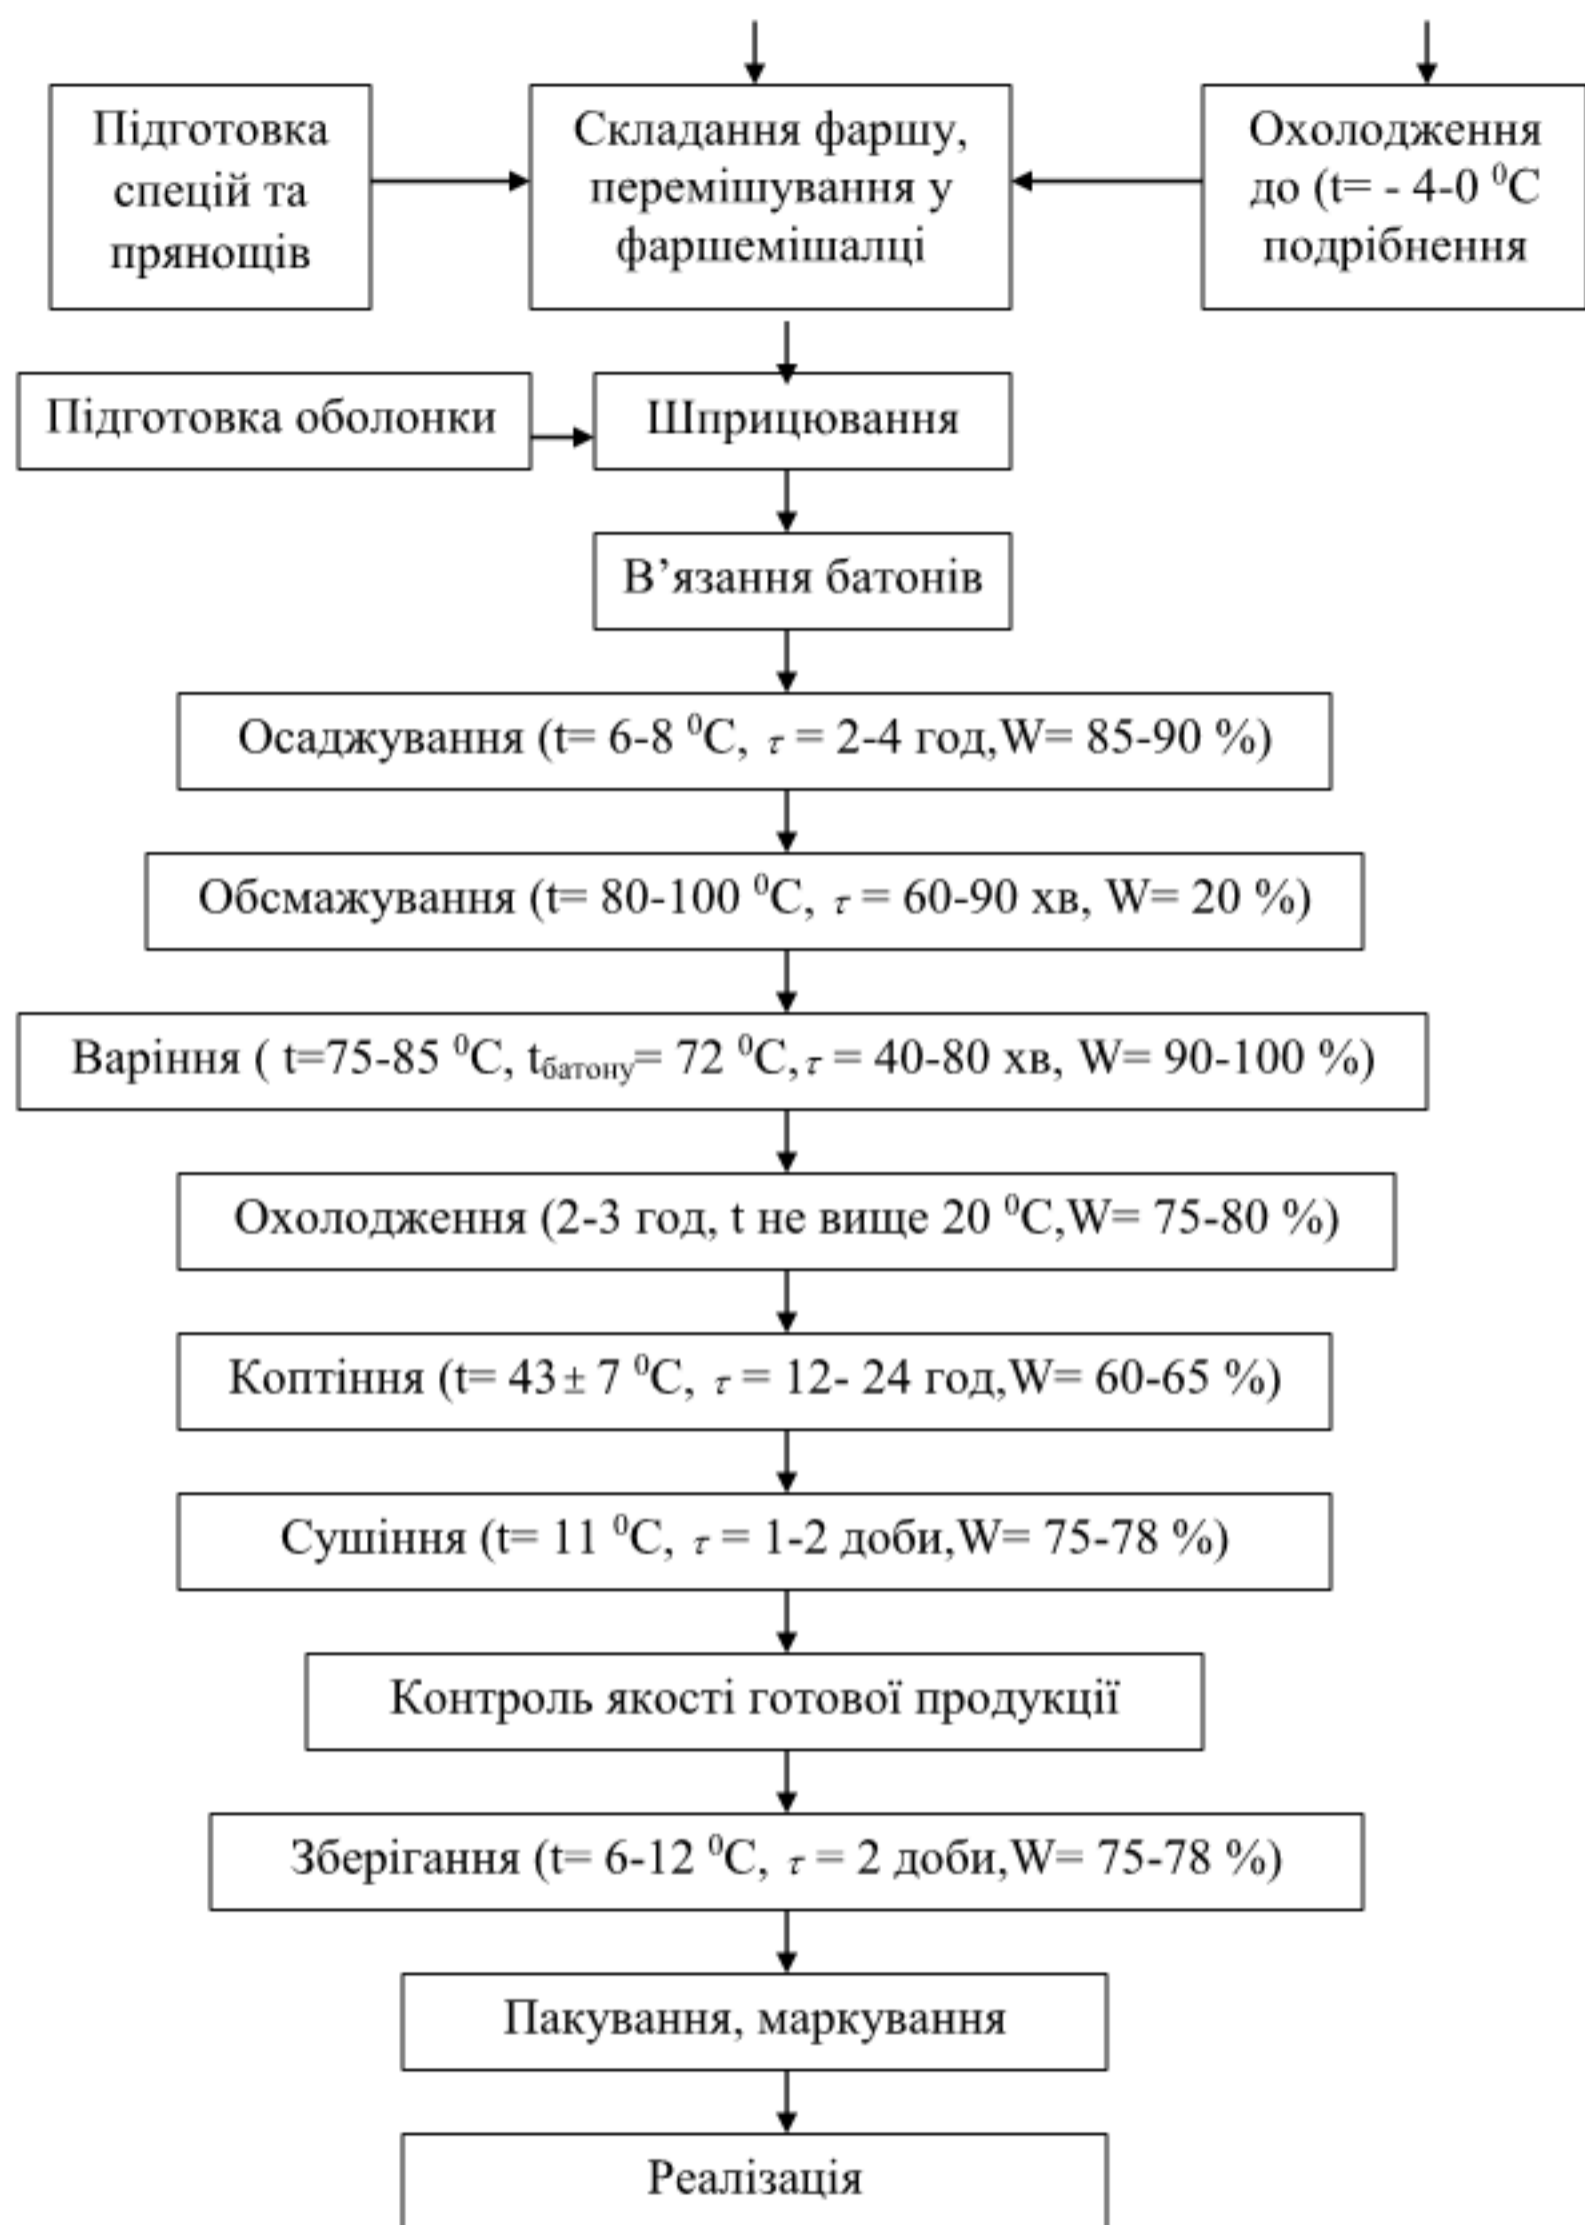 Підготовка
спецій та
прянощів
Складання фаршу,
перемішування у
фаршемішалці
Охолодження
до (t= - 4-0 ⁰C
подрібнення
Підготовка оболонки
Шприцювання
В’язання батонів
Осаджування (t= 6-8 ⁰C, τ = 2-4 год,W= 85-90 %)
Обсмажування (t= 80-100 ⁰C, τ = 60-90 хв, W= 20 %)
Варіння ( t=75-85 ⁰C, tбатону= 72 ⁰C,τ = 40-80 хв, W= 90-100 %)
Охолодження (2-3 год, t не вище 20 ⁰C,W= 75-80 %)
Коптіння (t= 43± 7 ⁰C, τ = 12- 24 год,W= 60-65 %)
Сушіння (t= 11 ⁰C, τ = 1-2 доби,W= 75-78 %)
Контроль якості готової продукції
Зберігання (t= 6-12 ⁰C, τ = 2 доби,W= 75-78 %)
Пакування, маркування
Реалізація